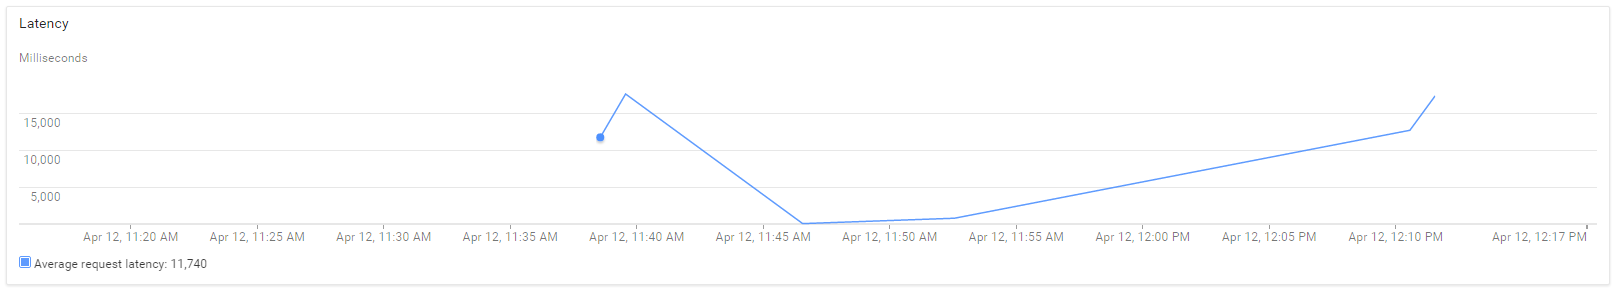 Latency
Milliseconds
15,000
10,000
5,000
Apr 12, 11:20 AM Apr 12, 11:25 AM Apr 12, 11:30 AM Apr 12, 11:35 AM Apr 12, 11:40 AM Apr 12, 11:45 AM Apr 12, 11:50 AM Apr 12, 11:55 AM Apr 12, 12:00 PM Apr 12, 12:05 PM Apr 12, 12:10 PM Apr 12, 12:17 PM
Average request latency: 11,740